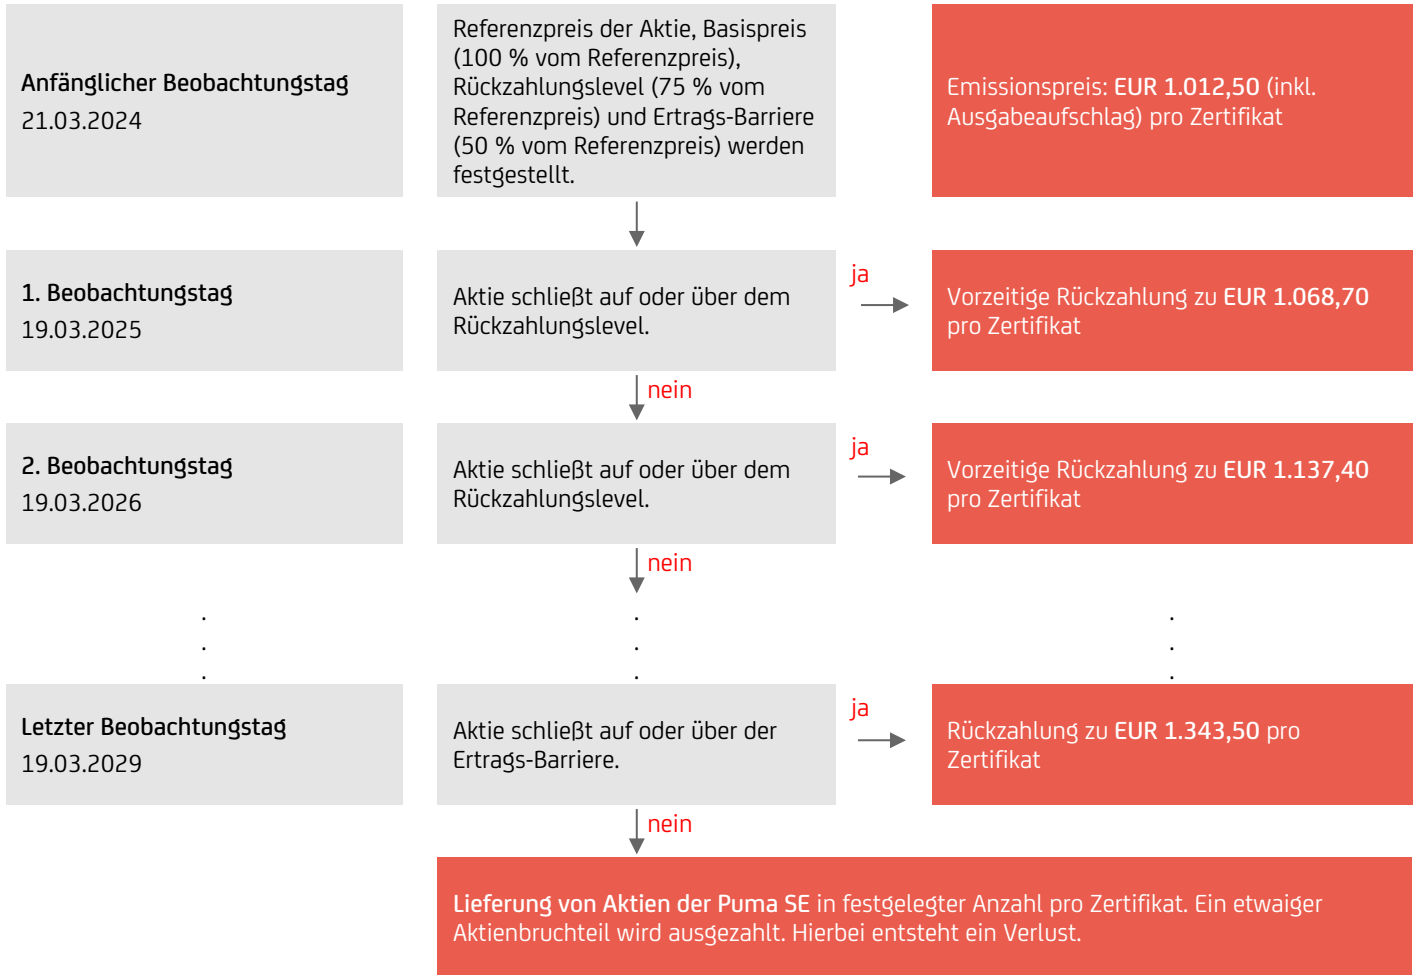 Anfänglicher Beobachtungstag
21.03.2024
Referenzpreis der Aktie, Basispreis
(100 % vom Referenzpreis),
Rückzahlungslevel (75 % vom
Referenzpreis) und Ertrags-Barriere
(50 % vom Referenzpreis) werden
festgestellt.
Emissionspreis: EUR 1.012,50 (inkl.
Ausgabeaufschlag) pro Zertifikat
1. Beobachtungstag
19.03.2025
Aktie schließt auf oder über dem
Rückzahlungslevel.
ja
Vorzeitige Rückzahlung zu EUR 1.068,70
pro Zertifikat
nein
2. Beobachtungstag
19.03.2026
Aktie schließt auf oder über dem
Rückzahlungslevel.
ja
Vorzeitige Rückzahlung zu EUR 1.137,40
pro Zertifikat
nein
Letzter Beobachtungstag
19.03.2029
Aktie schließt auf oder über der
Ertrags-Barriere.
ja
Rückzahlung zu EUR 1.343,50 pro
Zertifikat
nein
Lieferung von Aktien der Puma SE in festgelegter Anzahl pro Zertifikat. Ein etwaiger
Aktienbruchteil wird ausgezahlt. Hierbei entsteht ein Verlust.